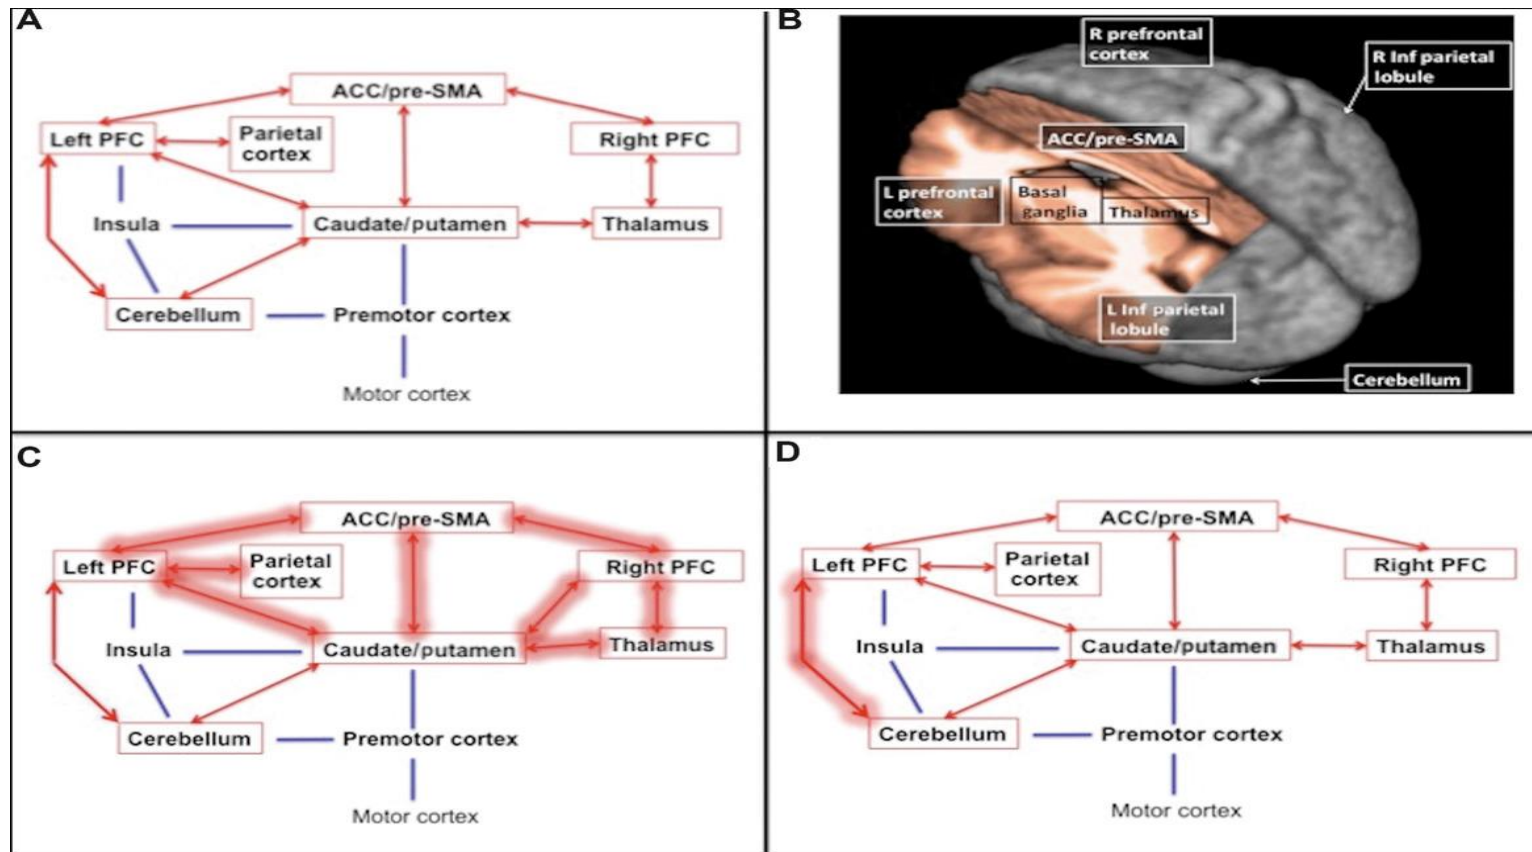 A
ACC/pre-SMA
Left PFC
Parietal
cortex
Right PFC
Insula
Caudate/putamen
Thalamus
Cerebellum
Premotor cortex
Motor cortex
B
R prefrontal
cortex
R Inf parietal
lobule
ACC/pre-SMA
L prefrontal
cortex
Basal
ganglia
Thalamus
L Inf parietal
lobule
Cerebellum
C
ACC/pre-SMA
Left PFC
Parietal
cortex
Right PFC
Insula
Caudate/putamen
Thalamus
Cerebellum
Premotor cortex
Motor cortex
D
ACC/pre-SMA
Left PFC
Parietal
cortex
Right PFC
Insula
Caudate/putamen
Thalamus
Cerebellum
Premotor cortex
Motor cortex